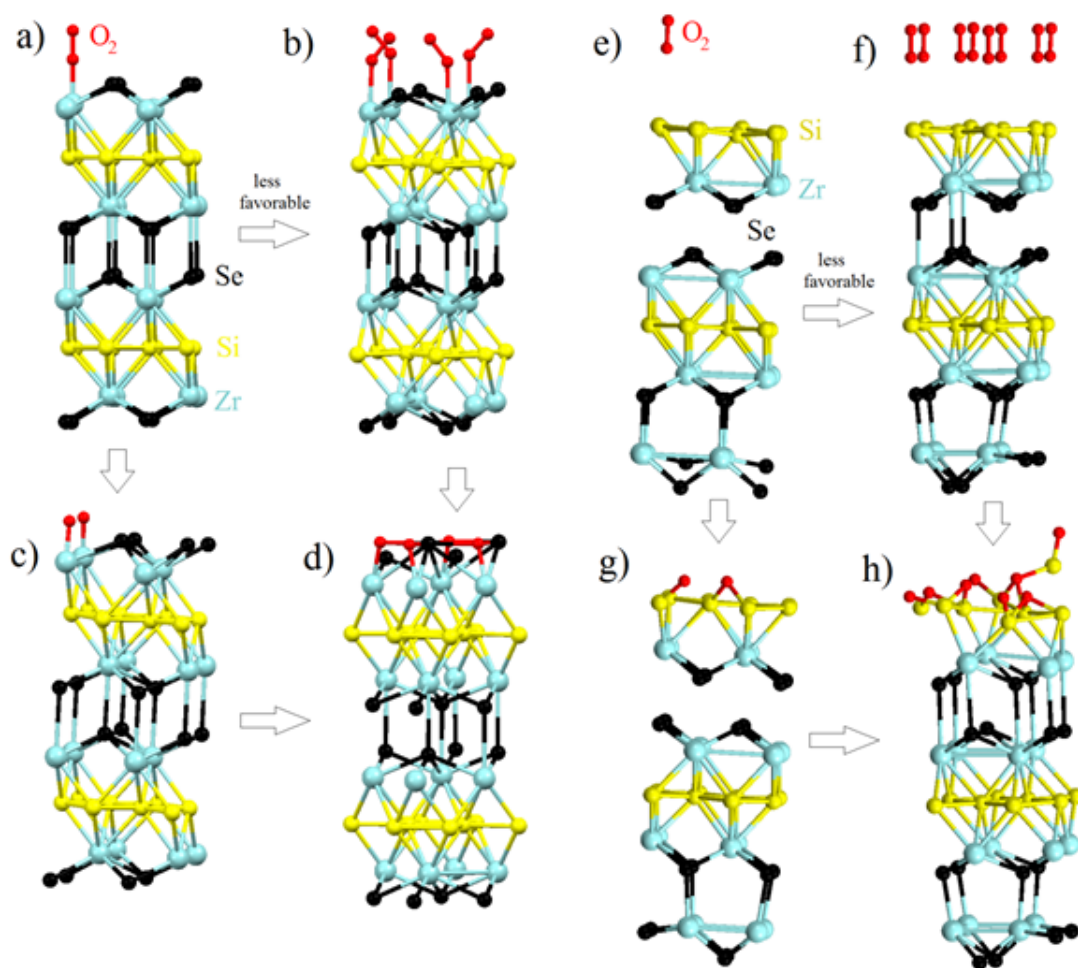 a)
O2
b)
e)
O2
f)
Si
Zr
less
favorable
Se
Se
less
favorable
Si
Zr
c)
d)
g)
h)